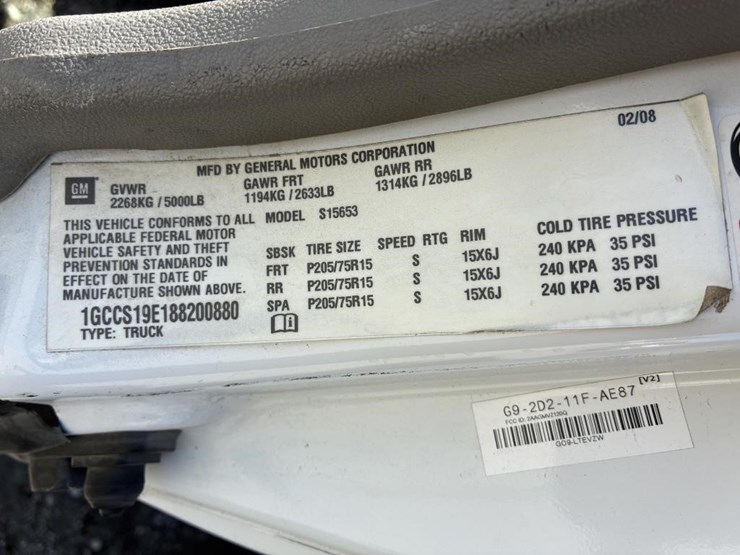 02/08
MFD BY GENERAL MOTORS CORPORATION
GM
GVWR GAWR FRT GAWR RR
2268KG / 5000LB 1194KG / 2633LB 1314KG / 2896LB
THIS VEHICLE CONFORMS TO ALL
APPLICABLE FEDERAL MOTOR
VEHICLE SAFETY AND THEFT
PREVENTION STANDARDS IN
EFFECT ON THE DATE OF
MANUFACTURE SHOWN ABOVE.
1GCCS19E188200880
TYPE: TRUCK
MODEL S15653
SBSK TIRE SIZE SPEED RTG RIM COLD TIRE PRESSURE
FRT P205/75R15 S 15X6J 240 KPA 35 PSI
RR P205/75R15 S 15X6J 240 KPA 35 PSI
SPA P205/75R15 S 15X6J 240 KPA 35 PSI
G9-2D2-11F-AE87 [V2]
FCC ID:
GO9-LTEVZW